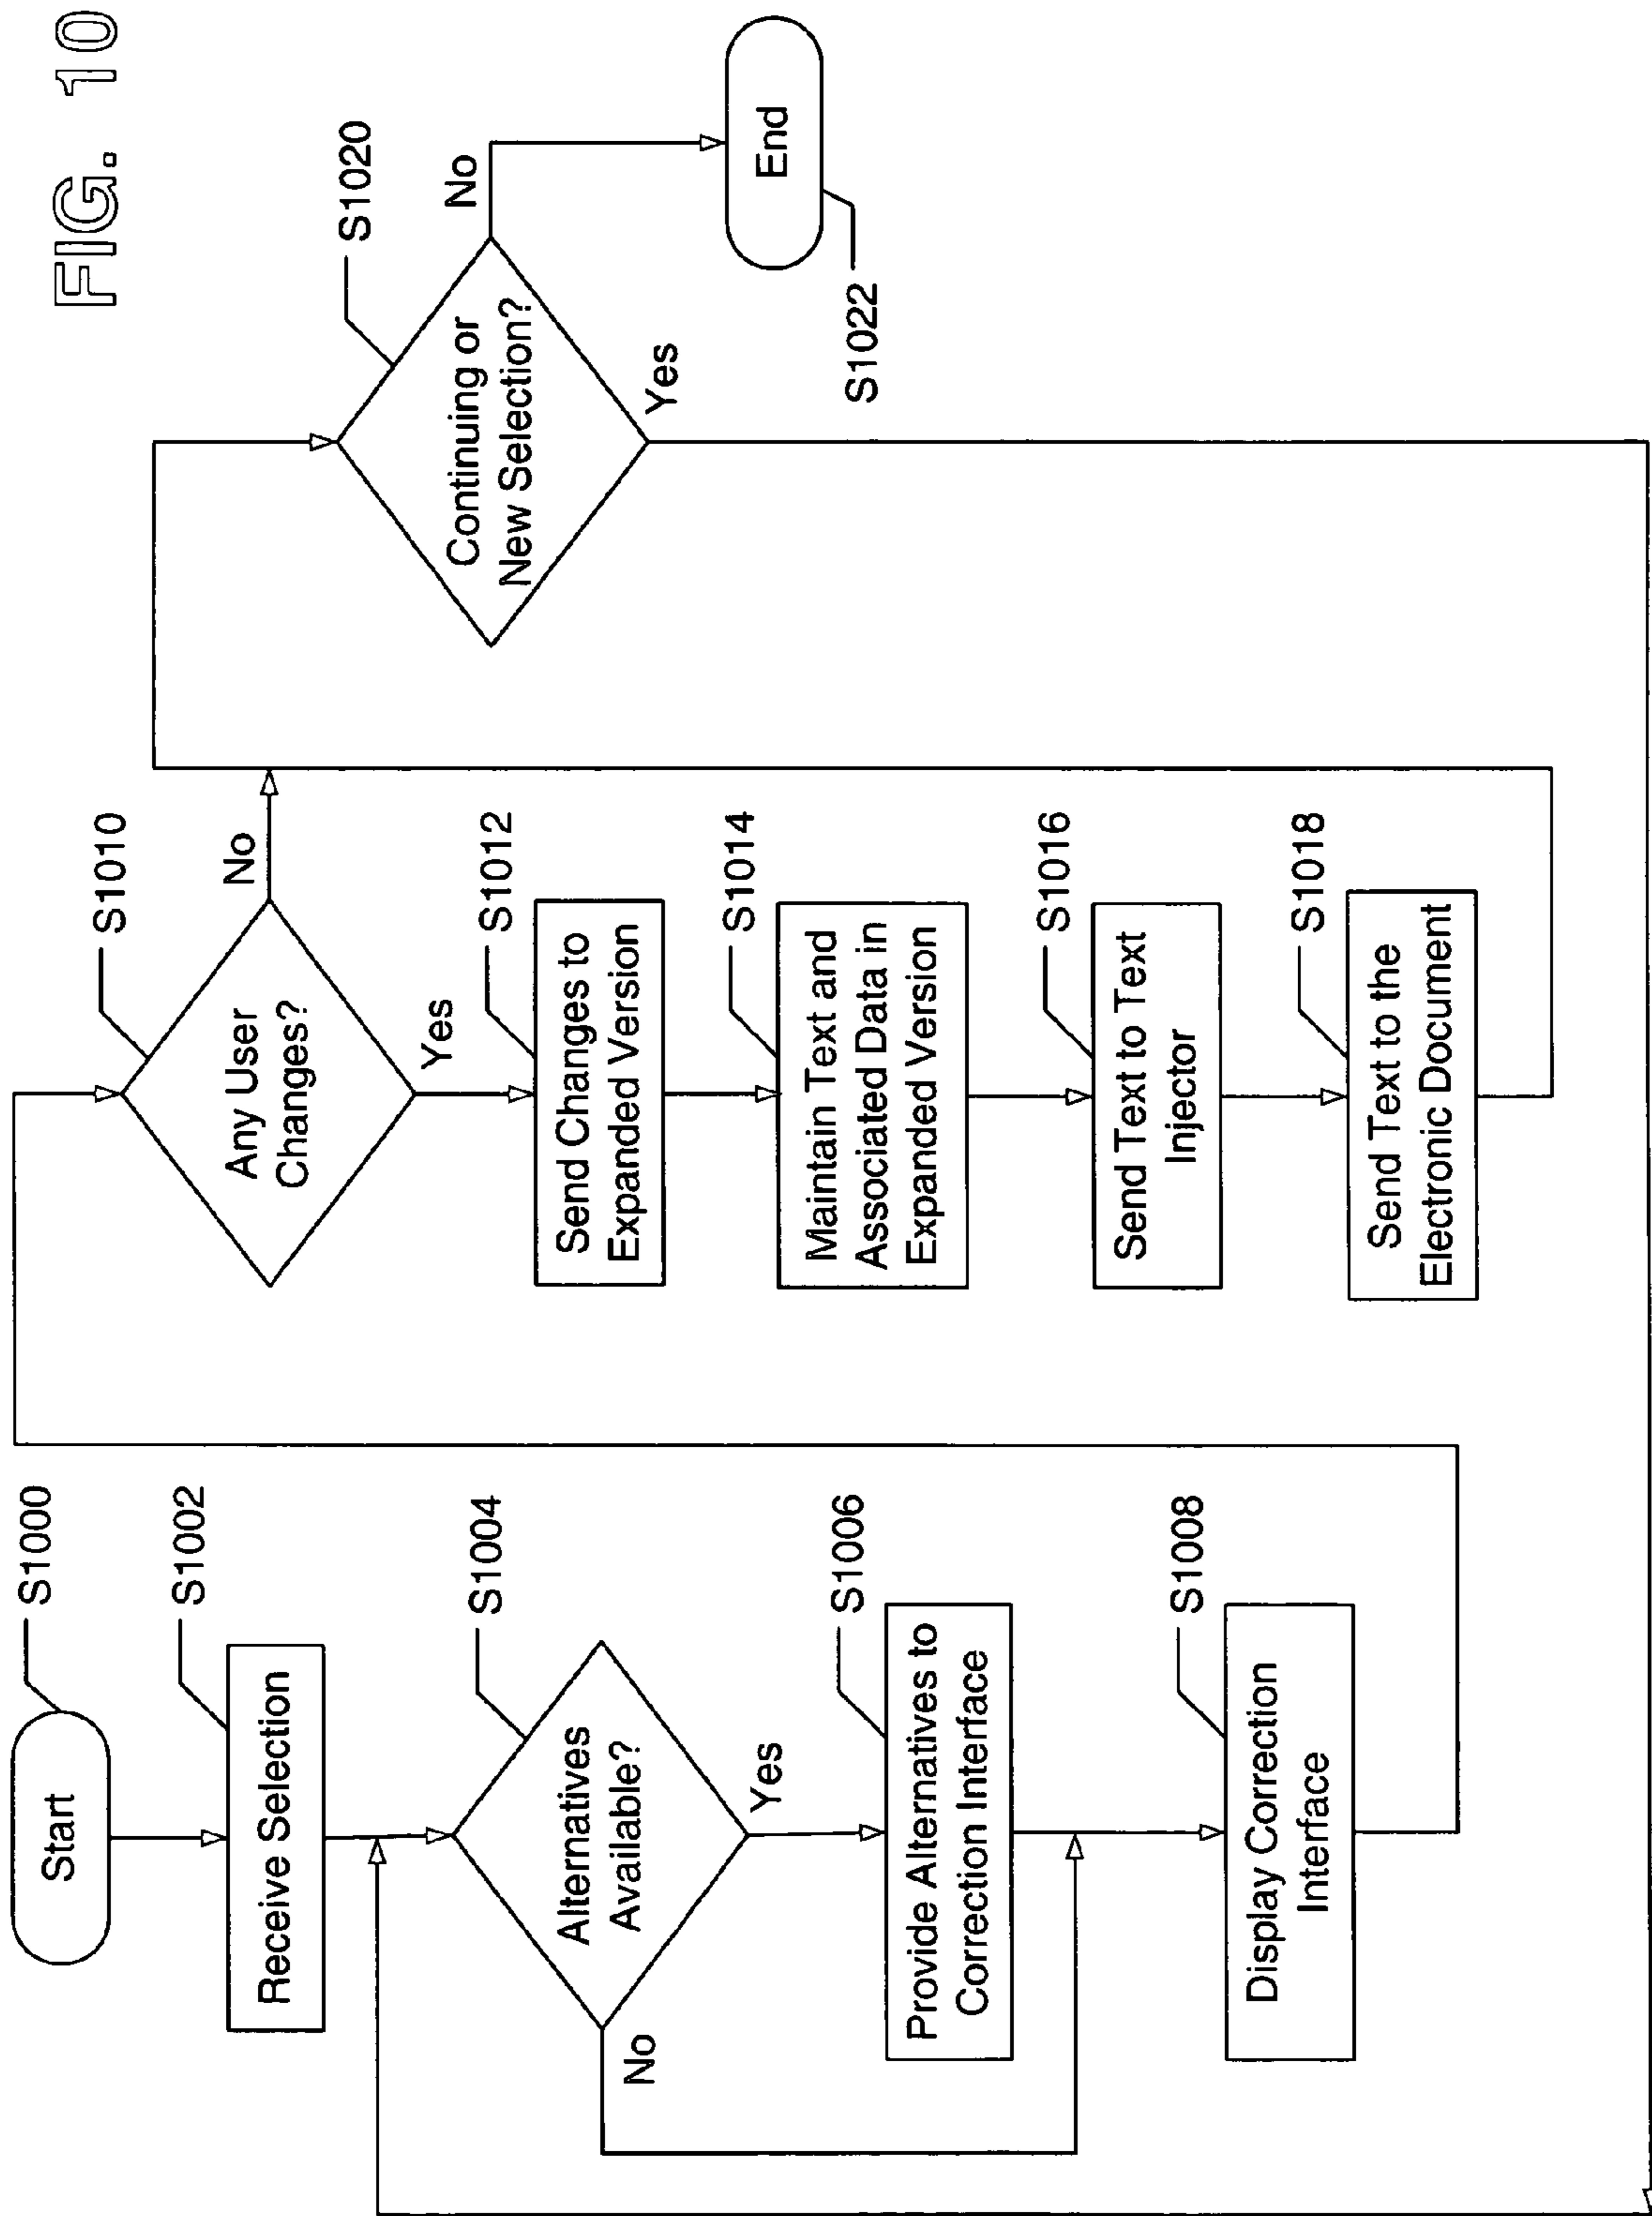 FIG. 10
Start
S1000
Receive Selection
S1002
Alternatives
Available?
S1004
No
Yes
Provide Alternatives to
Correction Interface
S1006
Display Correction
Interface
S1008
Any User
Changes?
S1010
No
Yes
Send Changes to
Expanded Version
S1012
Maintain Text and
Associated Data in
Expanded Version
S1014
Send Text to Text
Injector
S1016
Send Text to the
Electronic Document
S1018
Continuing or
New Selection?
S1020
No
Yes
End
S1022